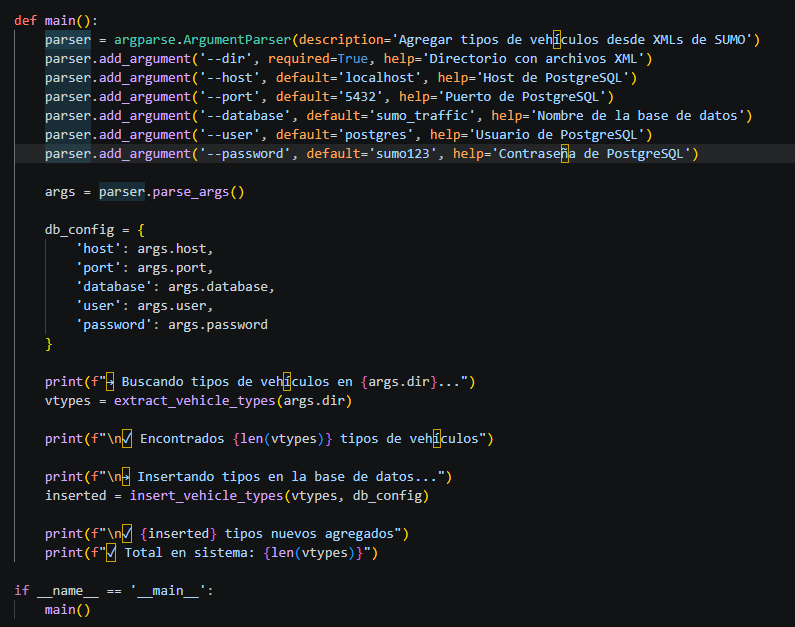 def main():
    parser = argparse.ArgumentParser(description='Agregar tipos de vehículos desde XMLs de SUMO')
    parser.add_argument('--dir', required=True, help='Directorio con archivos XML')
    parser.add_argument('--host', default='localhost', help='Host de PostgreSQL')
    parser.add_argument('--port', default='5432', help='Puerto de PostgreSQL')
    parser.add_argument('--database', default='sumo_traffic', help='Nombre de la base de datos')
    parser.add_argument('--user', default='postgres', help='Usuario de PostgreSQL')
    parser.add_argument('--password', default='sumo123', help='Contraseña de PostgreSQL')

    args = parser.parse_args()

    db_config = {
        'host': args.host,
        'port': args.port,
        'database': args.database,
        'user': args.user,
        'password': args.password
    }

    print(f"→ Buscando tipos de vehículos en {args.dir}...")
    vtypes = extract_vehicle_types(args.dir)

    print(f"\n✓ Encontrados {len(vtypes)} tipos de vehículos")

    print(f"\n→ Insertando tipos en la base de datos...")
    inserted = insert_vehicle_types(vtypes, db_config)

    print(f"\n✓ {inserted} tipos nuevos agregados")
    print(f"✓ Total en sistema: {len(vtypes)}")

if __name__ == '__main__':
    main()